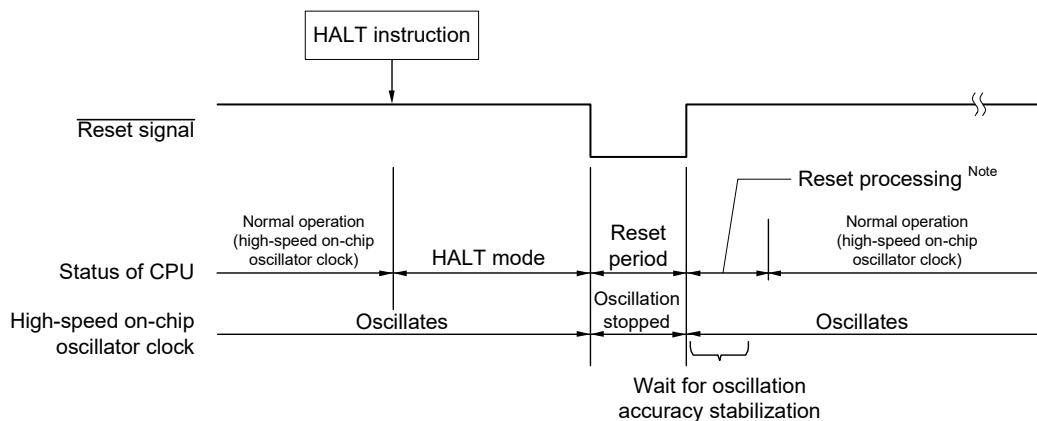 HALT instruction
Reset signal
Reset processing Note
Normal operation
(high-speed on-chip
oscillator clock)
HALT mode
Reset
period
Normal operation
(high-speed on-chip
oscillator clock)
Status of CPU
High-speed on-chip
oscillator clock
Oscillates
Oscillation
stopped
Oscillates
Wait for oscillation
accuracy stabilization